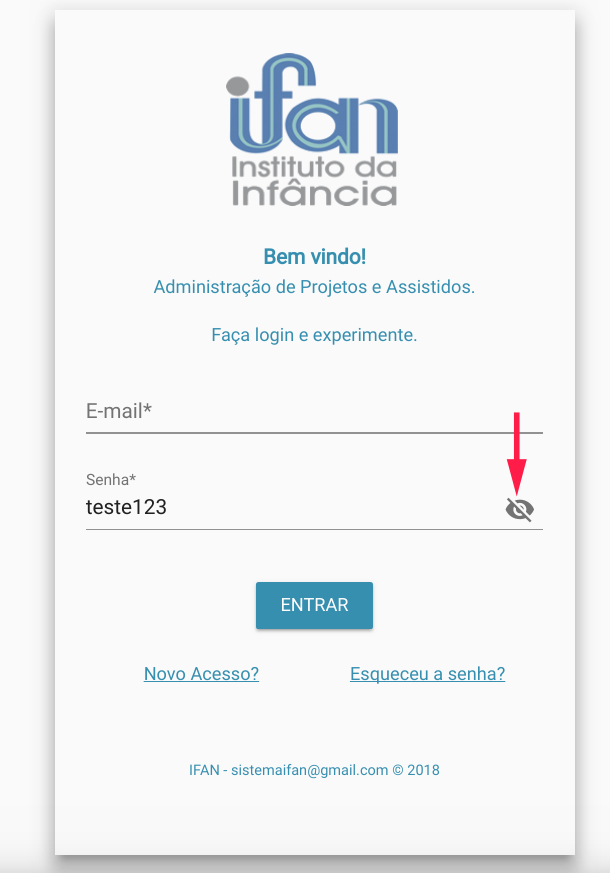 ifan
Instituto da
Infância
Bem vindo!
Administração de Projetos e Assistidos.
Faça login e experimente.
E-mail*
Senha*
teste123
ENTRAR
Novo Acesso? Esqueceu a senha?
IFAN - sistemaifan@gmail.com © 2018